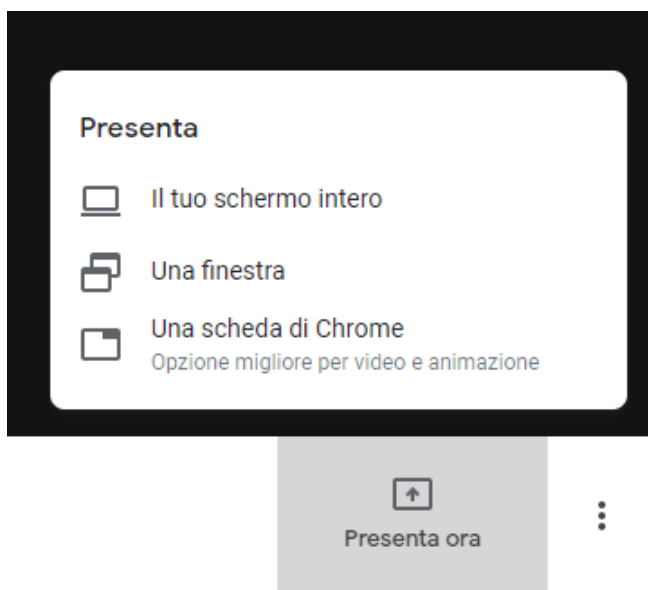 Presenta
Il tuo schermo intero
Una finestra
Una scheda di Chrome
Opzione migliore per video e animazione
Presenta ora